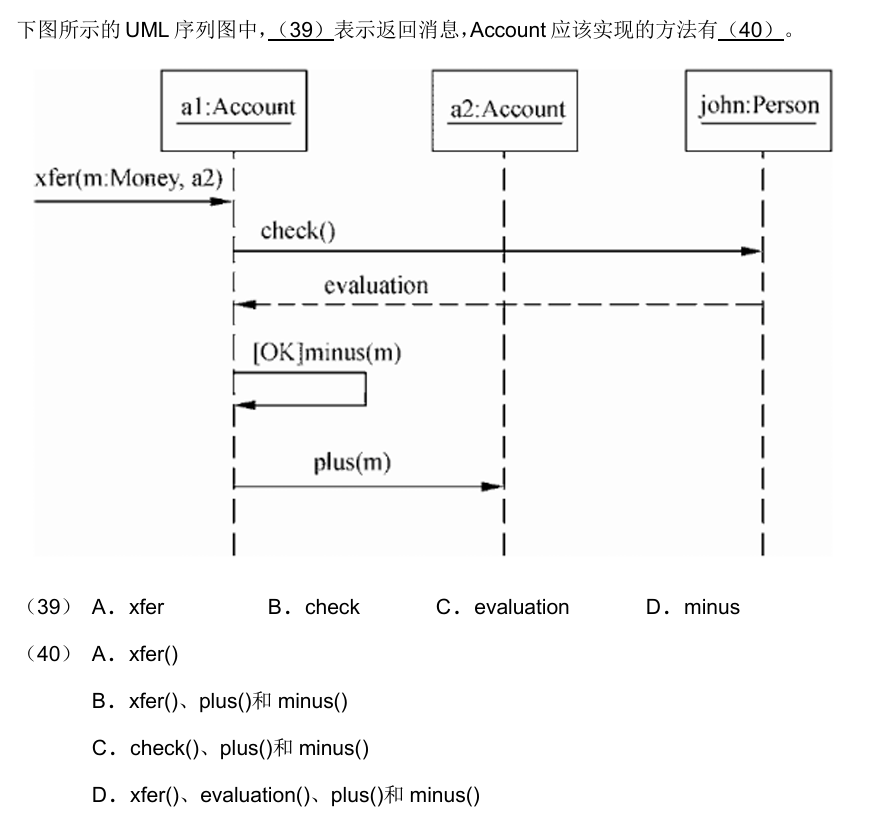 下图所示的 UML 序列图中，（39）表示返回消息，Account 应该实现的方法有（40）。
a1:Account
a2:Account
john:Person
xfer(m:Money, a2)
check()
evaluation
[OK]minus(m)
plus(m)
（39） A．xfer B．check C．evaluation D．minus
（40） A．xfer()
B．xfer()、plus()和 minus()
C．check()、plus()和 minus()
D．xfer()、evaluation()、plus()和 minus()